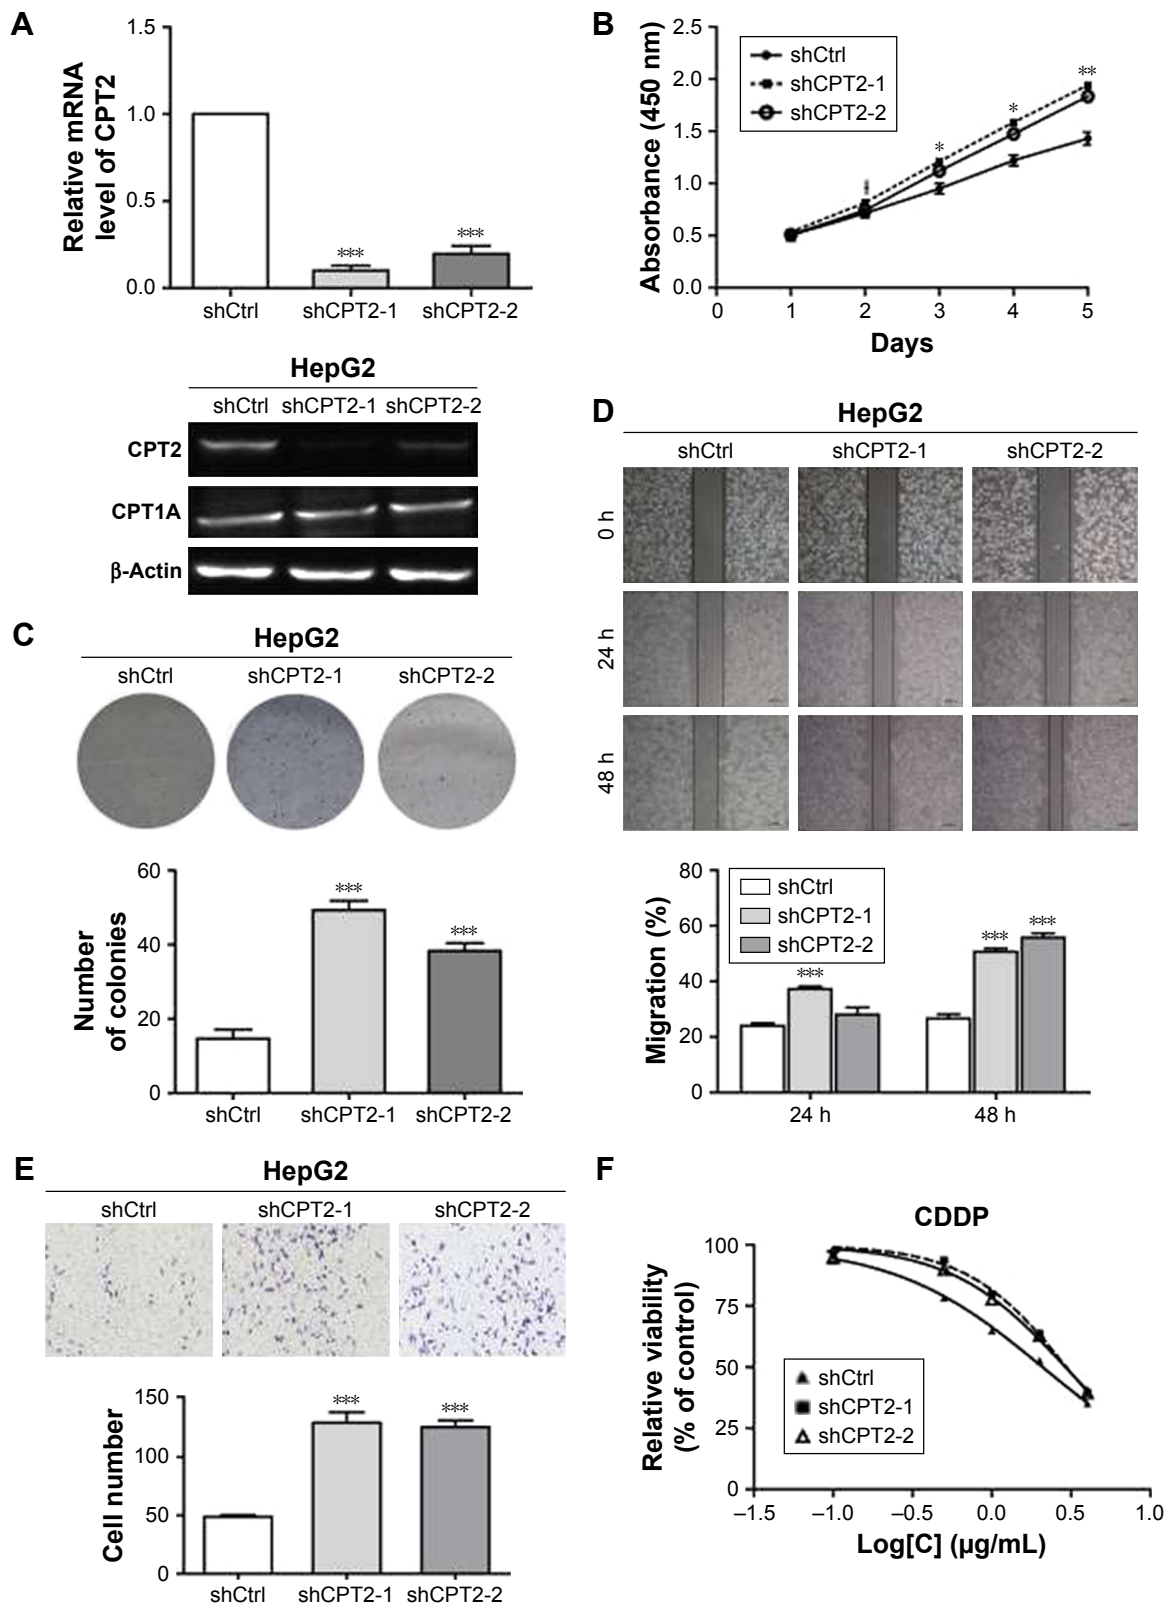 A
1.5
1.0
0.5
0.0
Relative mRNA
level of CPT2
***
***
shCtrl shCPT2-1 shCPT2-2
HepG2
shCtrl shCPT2-1 shCPT2-2
CPT2
CPT1A
β-Actin
B
2.5
2.0
1.5
1.0
0.5
0.0
Absorbance (450 nm)
shCtrl
shCPT2-1
shCPT2-2
*
*
**
0 1 2 3 4 5
Days
C
HepG2
shCtrl shCPT2-1 shCPT2-2
60
40
20
0
Number
of colonies
***
***
shCtrl shCPT2-1 shCPT2-2
D
HepG2
shCtrl shCPT2-1 shCPT2-2
0 h
24 h
48 h
80
60
40
20
0
Migration (%)
shCtrl
shCPT2-1
shCPT2-2
***
***
***
24 h 48 h
E
HepG2
shCtrl shCPT2-1 shCPT2-2
150
100
50
0
Cell number
***
***
shCtrl shCPT2-1 shCPT2-2
F
CDDP
100
75
50
25
0
Relative viability
(% of control)
shCtrl
shCPT2-1
shCPT2-2
–1.5 –1.0 –0.5 0.0 0.5 1.0
Log[C] (µg/mL)